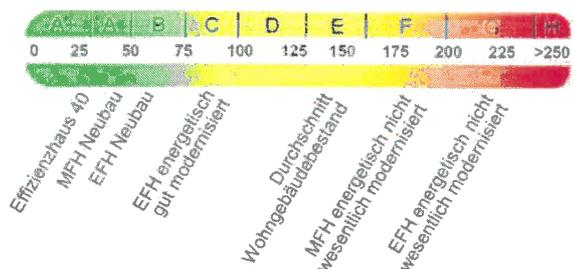 A+ A B C D E F G H
0 25 50 75 100 125 150 175 200 225 >250
Effizienzhaus 40
MFH Neubau
EFH Neubau
EFH energetisch
gut modernisiert
Durchschnitt
Wohngebäudebestand
MFH energetisch nicht
wesentlich modernisiert
EFH energetisch nicht
wesentlich modernisiert